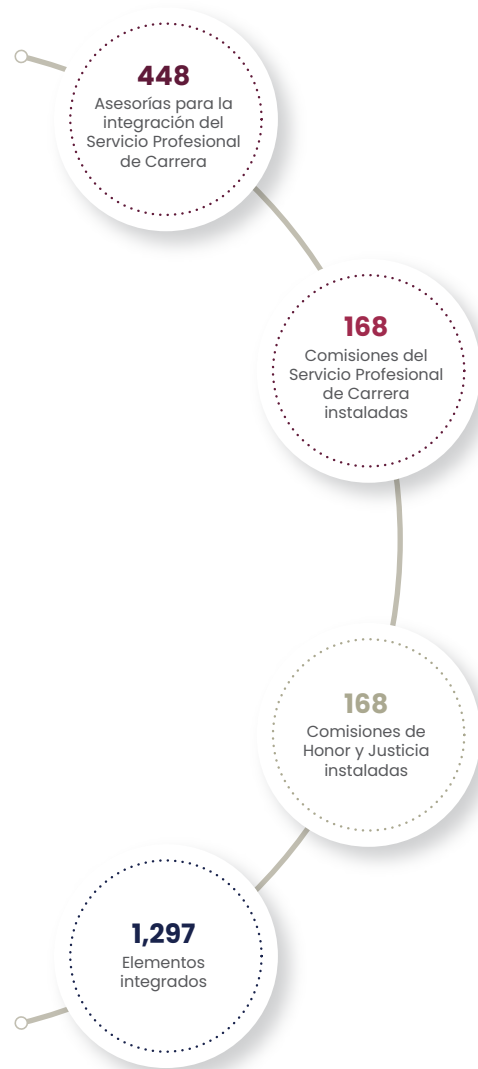 448
Asesorías para la
integración del
Servicio Profesional
de Carrera
168
Comisiones del
Servicio Profesional
de Carrera
instaladas
168
Comisiones de
Honor y Justicia
instaladas
1,297
Elementos
integrados